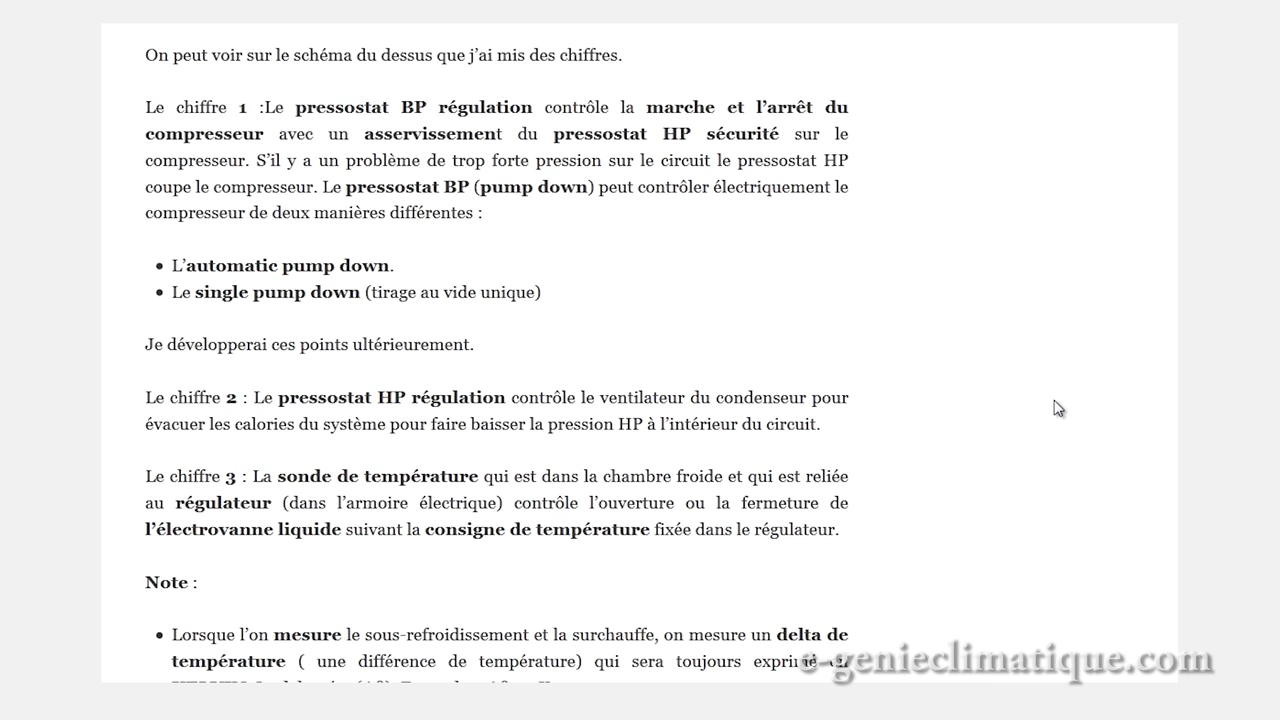 On peut voir sur le schéma du dessus que j’ai mis des chiffres.
Le chiffre 1 :Le pressostat BP régulation contrôle la marche et l’arrêt du
compresseur avec un asservissement du pressostat HP sécurité sur le
compresseur. S’il y a un problème de trop forte pression sur le circuit le pressostat HP
coupe le compresseur. Le pressostat BP (pump down) peut contrôler électriquement le
compresseur de deux manières différentes :
• L’automatic pump down.
• Le single pump down (tirage au vide unique)
Je développerai ces points ultérieurement.
Le chiffre 2 : Le pressostat HP régulation contrôle le ventilateur du condenseur pour
évacuer les calories du système pour faire baisser la pression HP à l’intérieur du circuit.
Le chiffre 3 : La sonde de température qui est dans la chambre froide et qui est reliée
au régulateur (dans l’armoire électrique) contrôle l’ouverture ou la fermeture de
l’électrovanne liquide suivant la consigne de température fixée dans le régulateur.
Note :
• Lorsque l’on mesure le sous-refroidissement et la surchauffe, on mesure un delta de
température ( une différence de température) qui sera toujours exprimé
e-genieclimatique.com